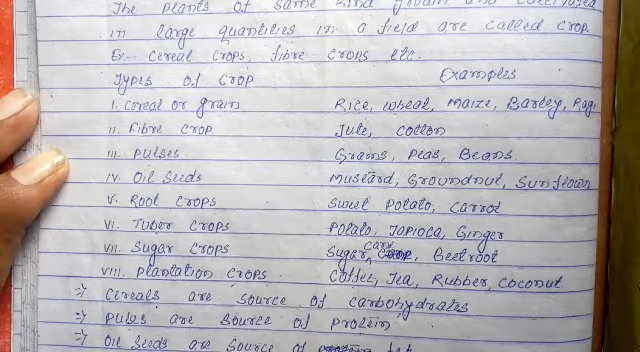 The plants of same kind grown and cultivated
in large quantities in a field are called crop
Ex:- Cereal crops, fibre crops etc.
Types of Crop Examples
i. Cereal or grain Rice, wheat, maize, Barley, Ragi
ii. Fibre crop Jute, cotton
iii. Pulses Grams, Peas, Beans
iv. Oil Seeds Mustard, Groundnut, Sunflower
v. Root crops Sweet Potato, Carrot
vi. Tuber crops Potato, Tapioca, Ginger
vii. Sugar crops Sugar cane, Beetroot
viii. Plantation crops Coffee, Tea, Rubber, Coconut
⇒ Cereals are source of carbohydrates
⇒ Pulses are source of protein
⇒ Oil Seeds are source of fat